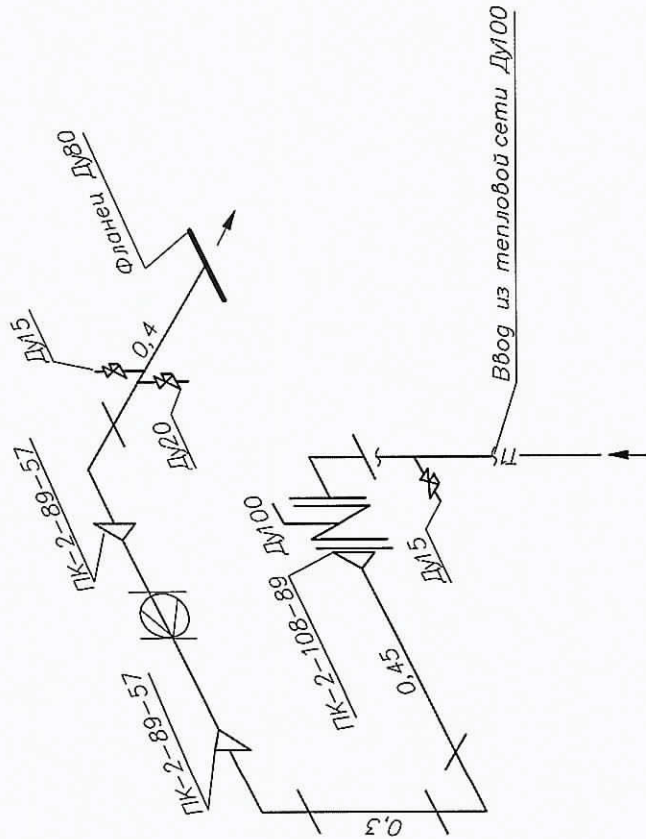 Фланец Ду80
Ду15
0,4
Ду20
ПК-2-89-57
ПК-2-89-57
Ду100
ПК-2-108-89
Ду15
0,45
0,3
Т1
Ввод из тепловой сети Ду100